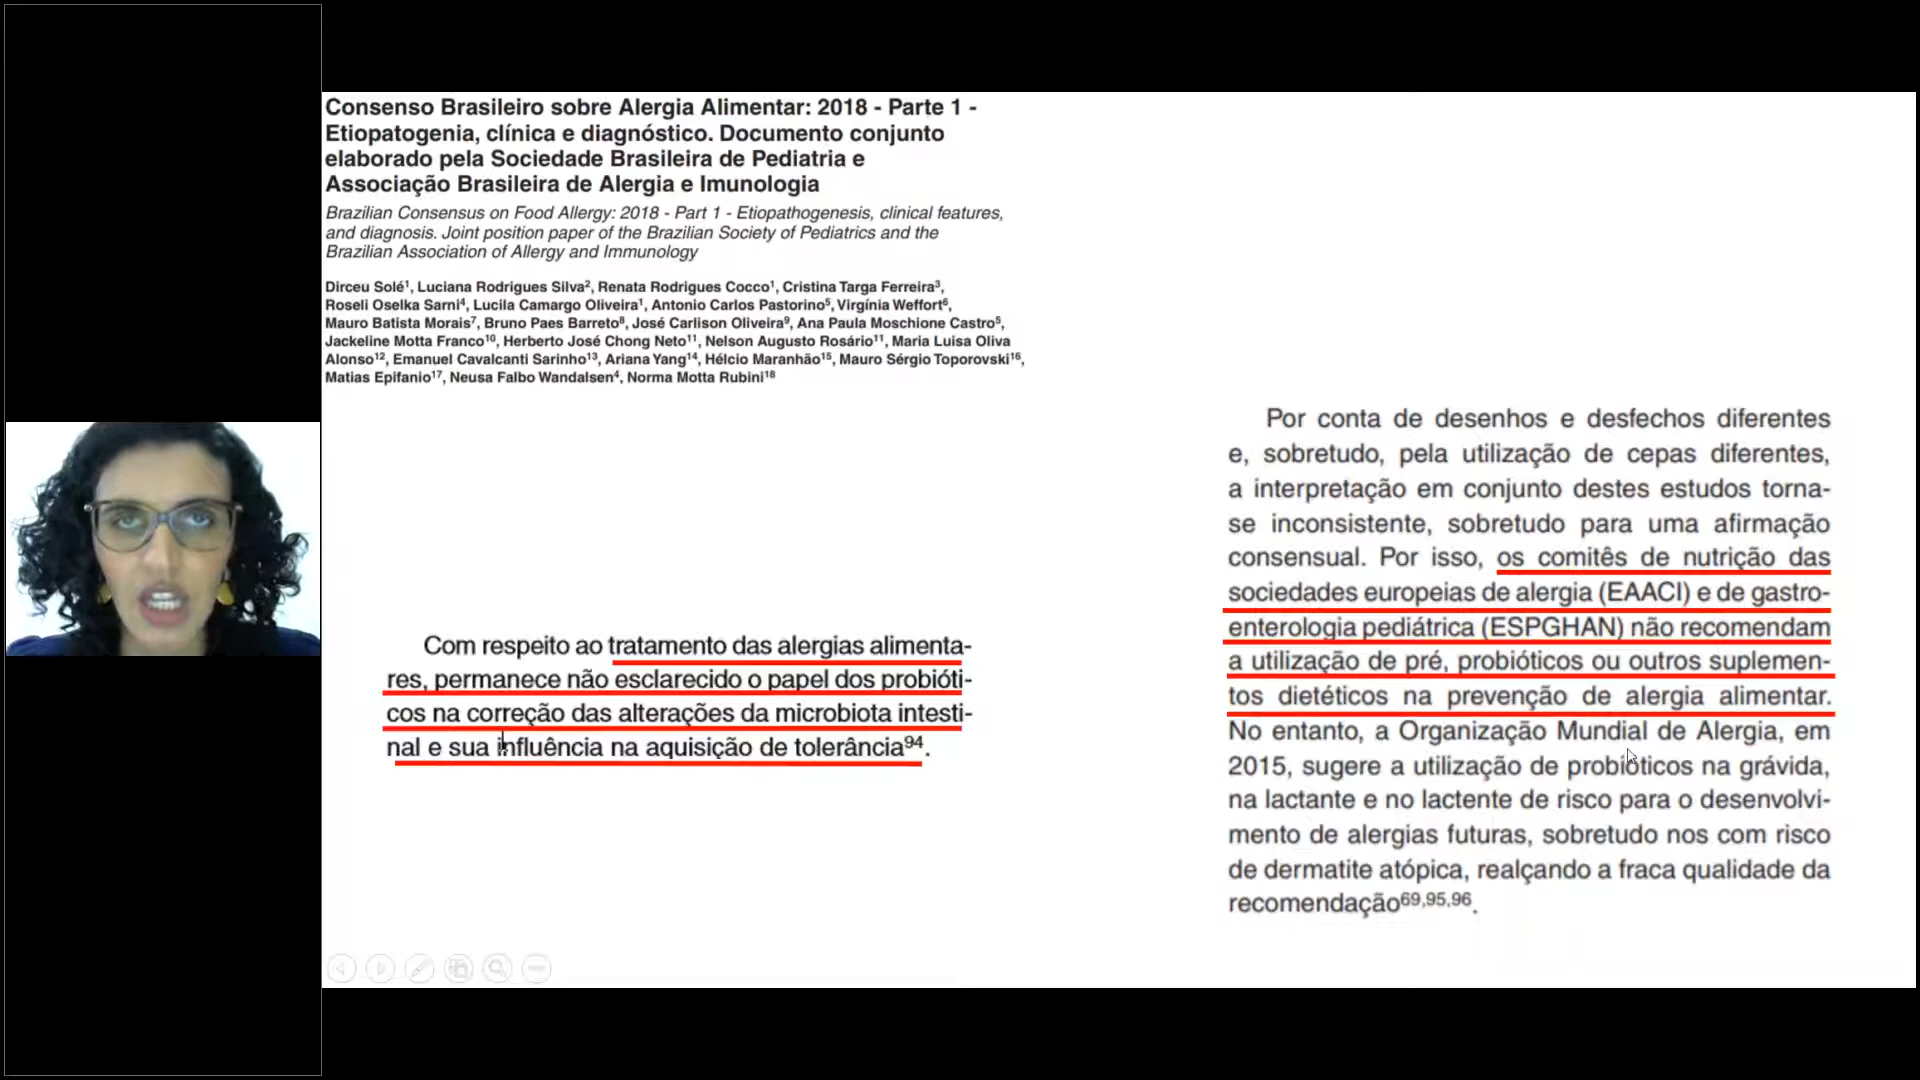 Consenso Brasileiro sobre Alergia Alimentar: 2018 - Parte 1 -
Etiopatogenia, clínica e diagnóstico. Documento conjunto
elaborado pela Sociedade Brasileira de Pediatria e
Associação Brasileira de Alergia e Imunologia
Brazilian Consensus on Food Allergy: 2018 - Part 1 - Etiopathogenesis, clinical features,
and diagnosis. Joint position paper of the Brazilian Society of Pediatrics and the
Brazilian Association of Allergy and Immunology
Dirceu Solé¹, Luciana Rodrigues Silva², Renata Rodrigues Cocco¹, Cristina Targa Ferreira³,
Roseli Oselka Sarni⁴, Lucila Camargo Oliveira¹, Antonio Carlos Pastorino⁵, Virgínia Weffort⁶,
Mauro Batista Morais⁷, Bruno Paes Barreto⁸, José Carlison Oliveira⁹, Ana Paula Moschione Castro⁵,
Jackeline Motta Franco¹⁰, Herberto José Chong Neto¹¹, Nelson Augusto Rosário¹¹, Maria Luisa Oliva
Alonso¹², Emanuel Cavalcanti Sarinho¹³, Ariana Yang¹⁴, Hélcio Maranhão¹⁵, Mauro Sérgio Toporovski¹⁶,
Matias Epifanio¹⁷, Neusa Falbo Wandalsen⁴, Norma Motta Rubini¹⁸
Com respeito ao tratamento das alergias alimenta-
res, permanece não esclarecido o papel dos probióti-
cos na correção das alterações da microbiota intesti-
nal e sua influência na aquisição de tolerância⁹⁴.
Por conta de desenhos e desfechos diferentes
e, sobretudo, pela utilização de cepas diferentes,
a interpretação em conjunto destes estudos torna-
se inconsistente, sobretudo para uma afirmação
consensual. Por isso, os comitês de nutrição das
sociedades europeias de alergia (EAACI) e de gastro-
enterologia pediátrica (ESPGHAN) não recomendam
a utilização de pré, probióticos ou outros suplemen-
tos dietéticos na prevenção de alergia alimentar.
No entanto, a Organização Mundial de Alergia, em
2015, sugere a utilização de probióticos na grávida,
na lactante e no lactente de risco para o desenvolvi-
mento de alergias futuras, sobretudo nos com risco
de dermatite atópica, realçando a fraca qualidade da
recomendação⁶⁹,⁹⁵,⁹⁶.